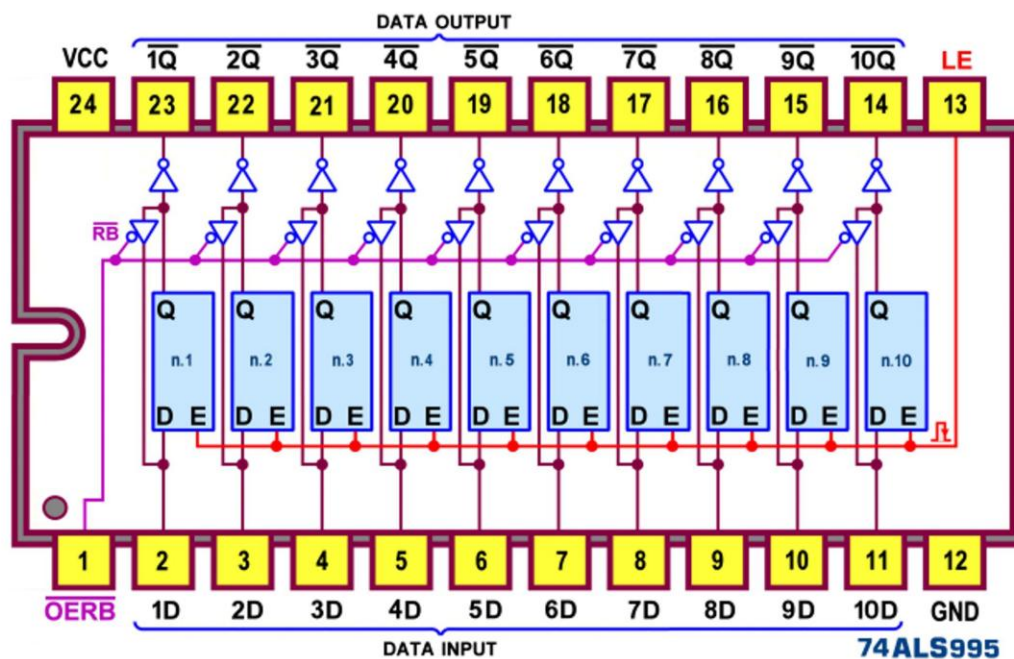 DATA OUTPUT
VCC 1Q̅ 2Q̅ 3Q̅ 4Q̅ 5Q̅ 6Q̅ 7Q̅ 8Q̅ 9Q̅ 10Q̅ LE
24 23 22 21 20 19 18 17 16 15 14 13
R̅B̅
Q Q Q Q Q Q Q Q Q Q
n.1 n.2 n.3 n.4 n.5 n.6 n.7 n.8 n.9 n.10
D E D E D E D E D E D E D E D E D E D E
1 2 3 4 5 6 7 8 9 10 11 12
O̅E̅R̅B̅ 1D 2D 3D 4D 5D 6D 7D 8D 9D 10D GND
DATA INPUT
74ALS995